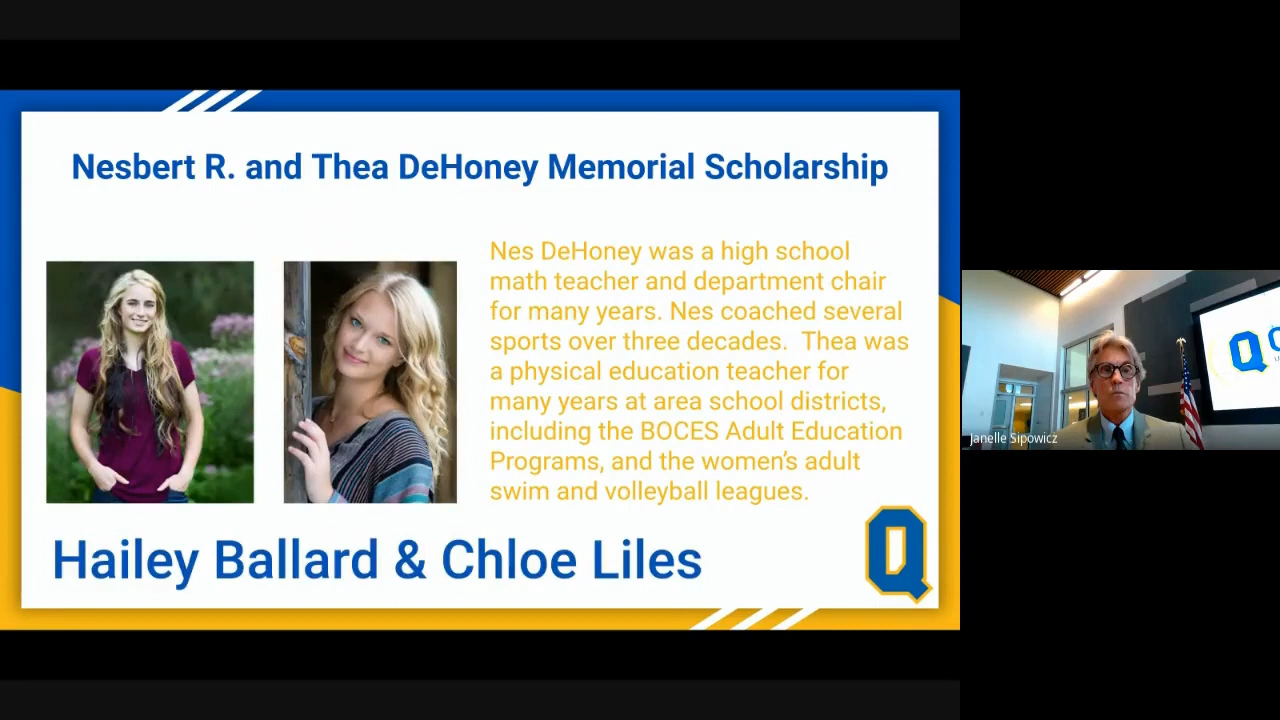 Nesbert R. and Thea DeHoney Memorial Scholarship
Nes DeHoney was a high school
math teacher and department chair
for many years. Nes coached several
sports over three decades.  Thea was
a physical education teacher for
many years at area school districts,
including the BOCES Adult Education
Programs, and the women's adult
swim and volleyball leagues.
Hailey Ballard & Chloe Liles
Q
Q
Janelle Sipowicz